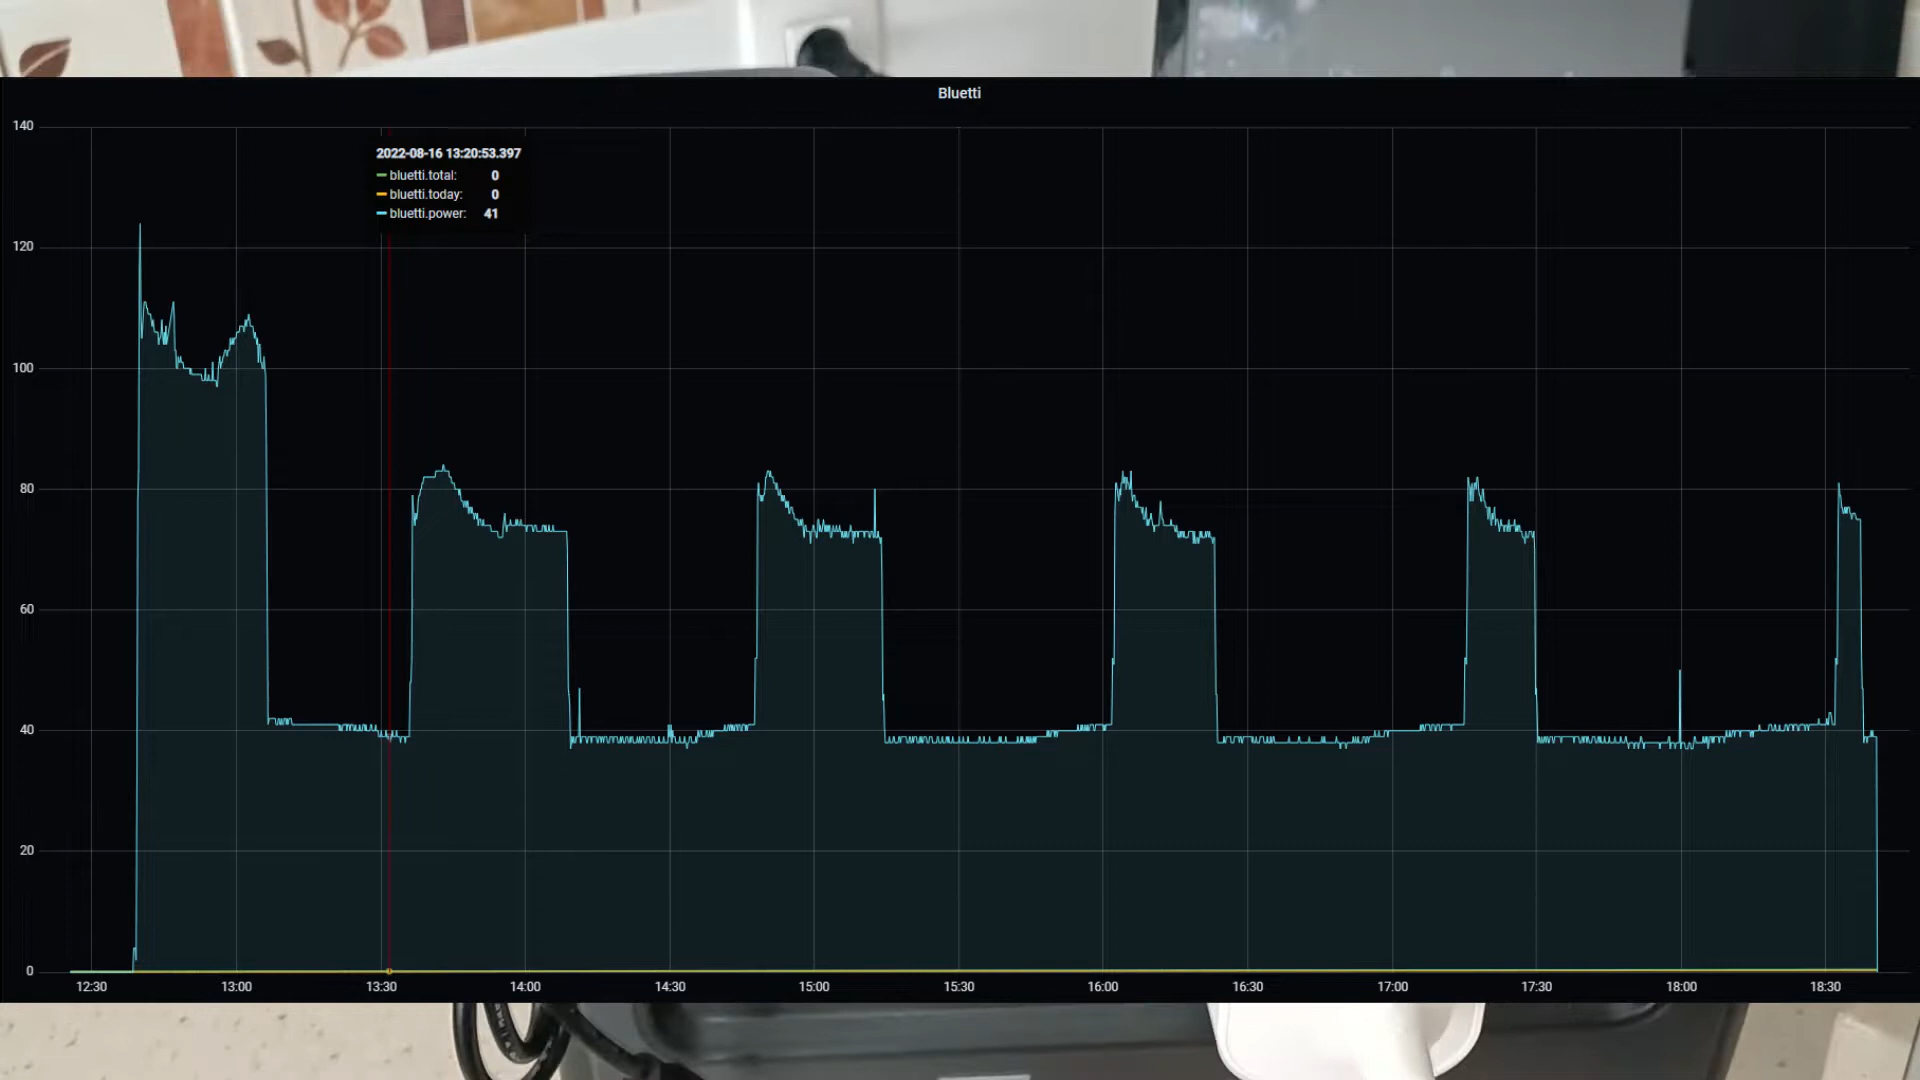 Bluetti
140
2022-08-16 13:20:53.397
bluetti.total: 0
bluetti.today: 0
bluetti.power: 41
120
100
80
60
40
20
0
12:30 13:00 13:30 14:00 14:30 15:00 15:30 16:00 16:30 17:00 17:30 18:00 18:30